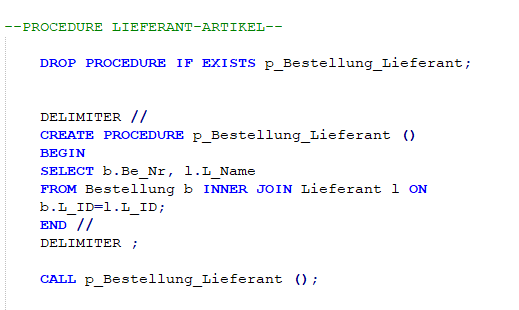 --PROCEDURE LIEFERANT-ARTIKEL--
DROP PROCEDURE IF EXISTS p_Bestellung_Lieferant;
DELIMITER //
CREATE PROCEDURE p_Bestellung_Lieferant ()
BEGIN
SELECT b.Be_Nr, l.L_Name
FROM Bestellung b INNER JOIN Lieferant l ON
b.L_ID=l.L_ID;
END //
DELIMITER ;
CALL p_Bestellung_Lieferant ();